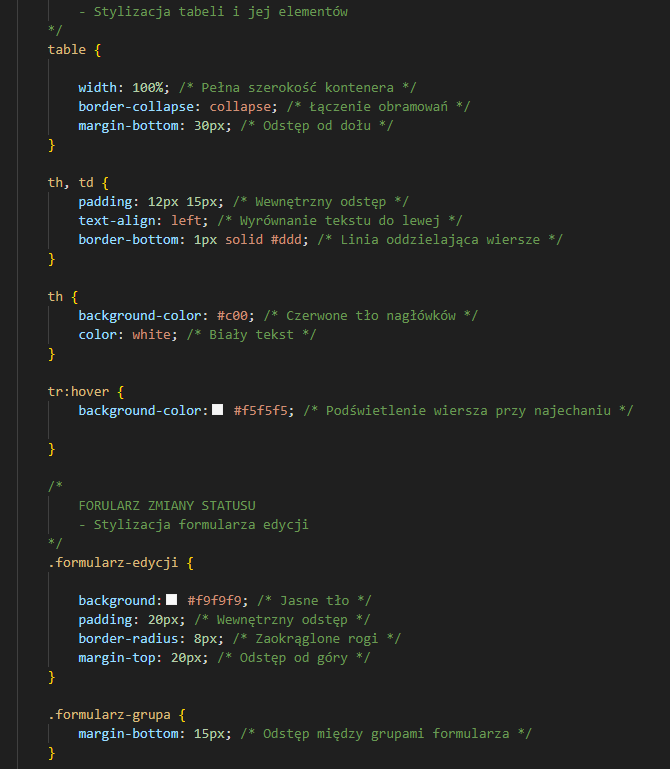 - Stylizacja tabeli i jej elementów
*/
table {
width: 100%; /* Pełna szerokość kontenera */
border-collapse: collapse; /* Łączenie obramowań */
margin-bottom: 30px; /* Odstęp od dołu */
}
th, td {
padding: 12px 15px; /* Wewnętrzny odstęp */
text-align: left; /* Wyrównanie tekstu do lewej */
border-bottom: 1px solid #ddd; /* Linia oddzielająca wiersze */
}
th {
background-color: #c00; /* Czerwone tło nagłówków */
color: white; /* Biały tekst */
}
tr:hover {
background-color: #f5f5f5; /* Podświetlenie wiersza przy najechaniu */
}
/*
FORULARZ ZMIANY STATUSU
- Stylizacja formularza edycji
*/
.formularz-edycji {
background: #f9f9f9; /* Jasne tło */
padding: 20px; /* Wewnętrzny odstęp */
border-radius: 8px; /* Zaokrąglone rogi */
margin-top: 20px; /* Odstęp od góry */
}
.formularz-grupa {
margin-bottom: 15px; /* Odstęp między grupami formularza */
}